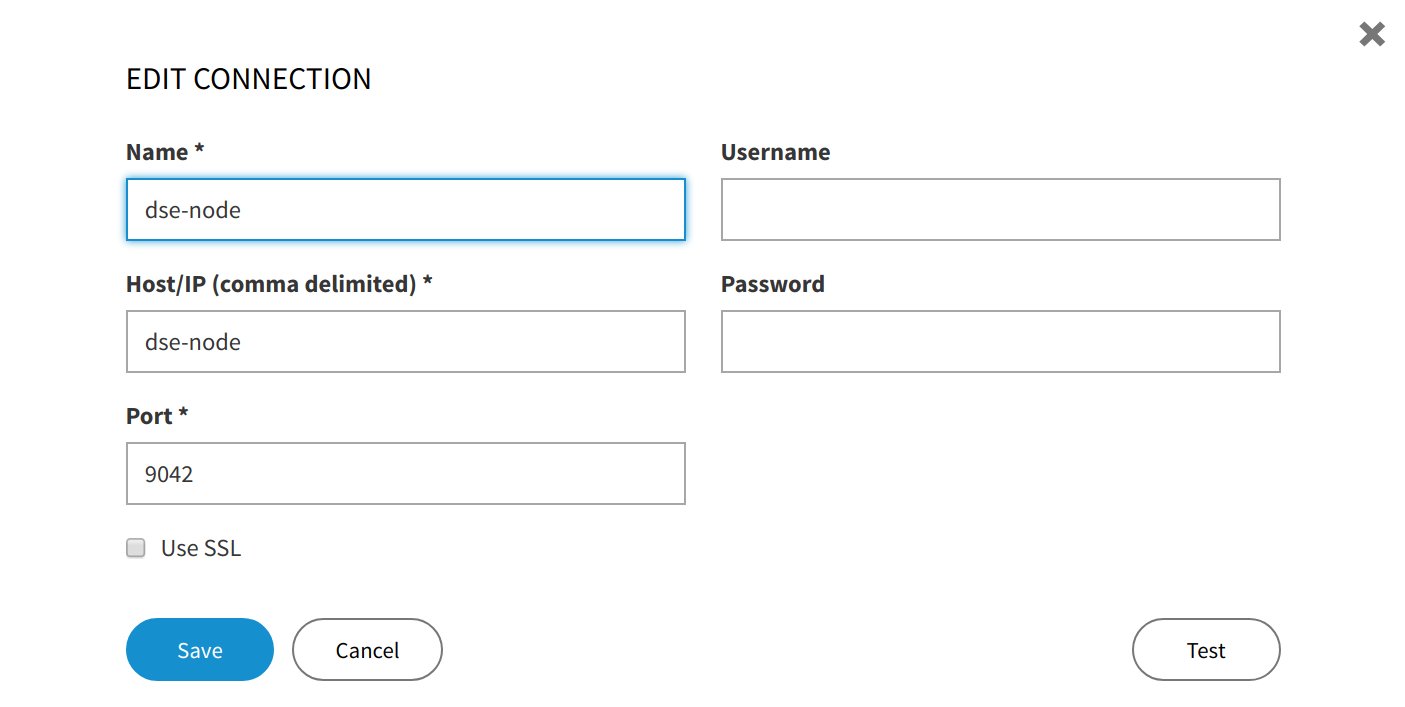 EDIT CONNECTION
Name *
Username
dse-node
Host/IP (comma delimited) *
Password
dse-node
Port *
9042
Use SSL
Save
Cancel
Test